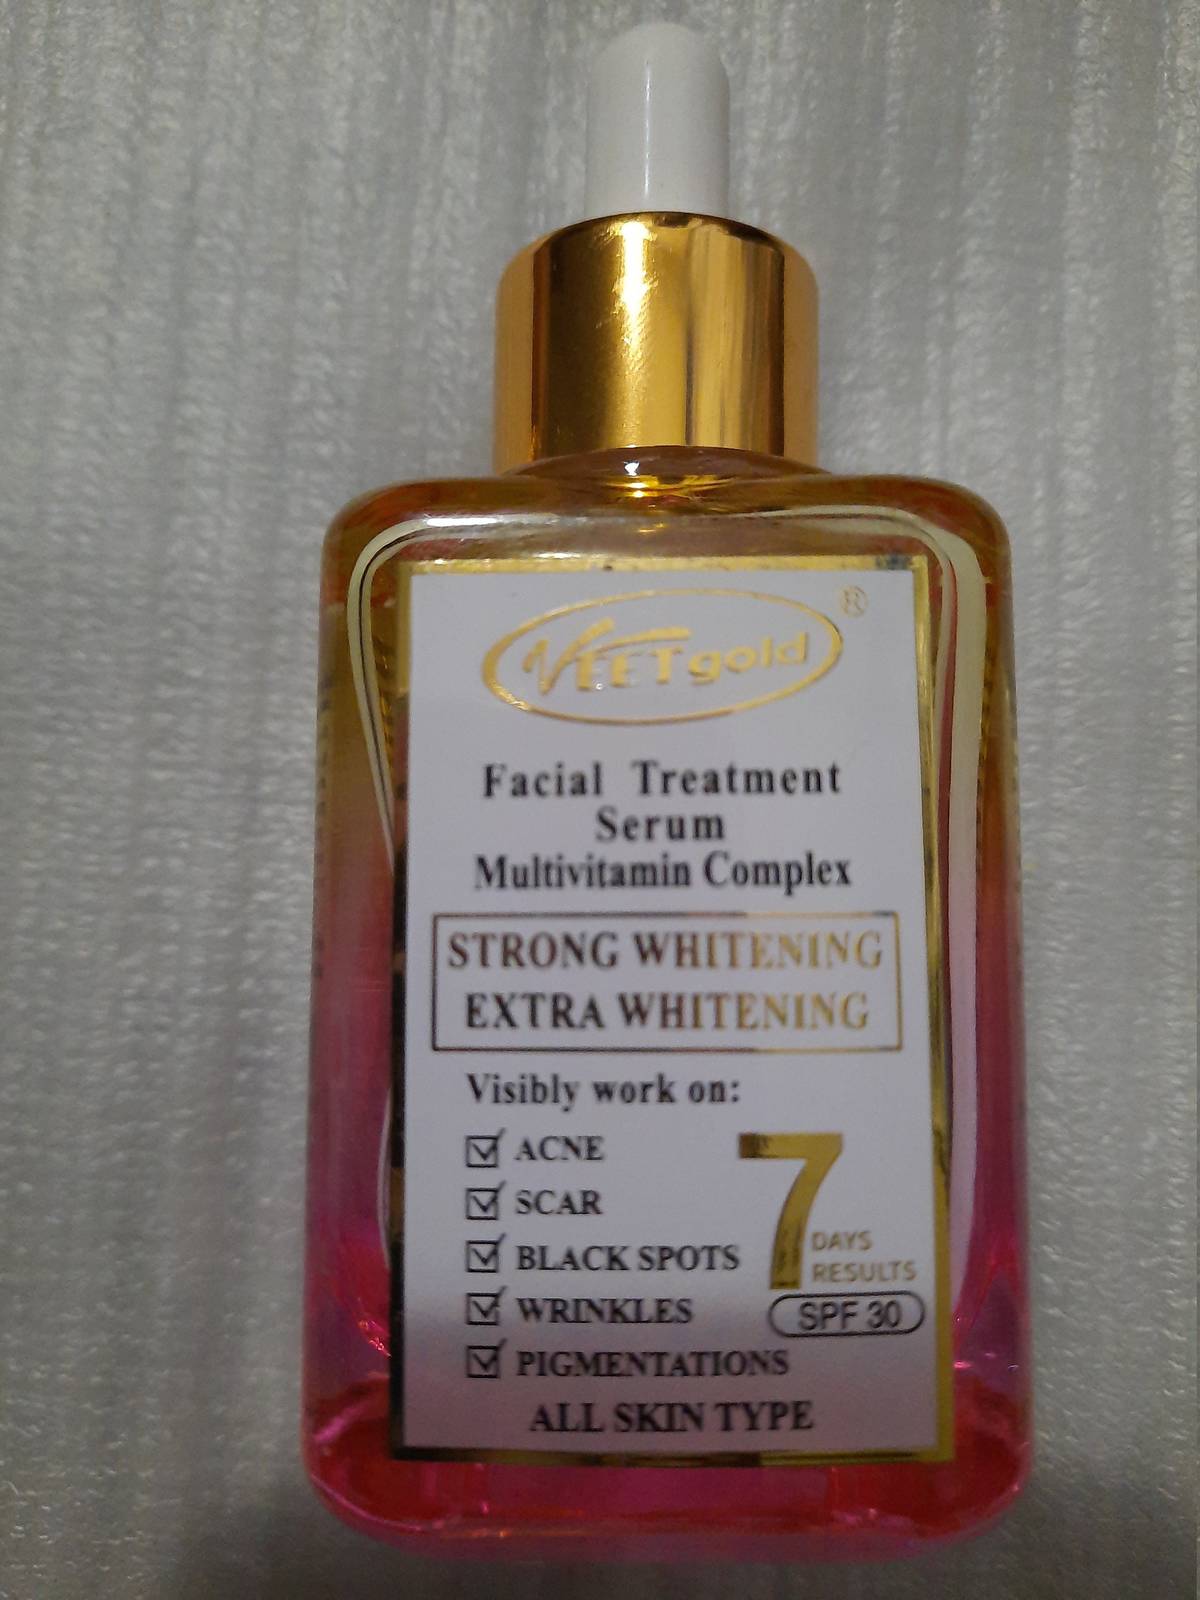 VEETgold ®
Facial Treatment
Serum
Multivitamin Complex
STRONG WHITENING
EXTRA WHITENING
Visibly work on:
ACNE
SCAR
BLACK SPOTS
WRINKLES
PIGMENTATIONS
7
DAYS
RESULTS
SPF 30
ALL SKIN TYPE